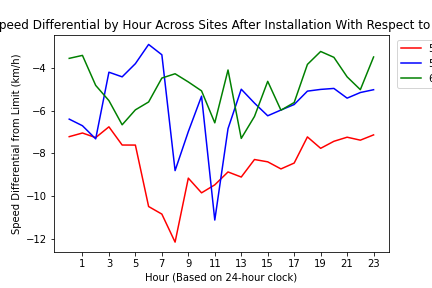 peed Differential by Hour Across Sites After Installation With Respect to
Speed Differential from Limit (km/h)
−4
−6
−8
−10
−12
1 3 5 7 9 11 13 15 17 19 21 23
Hour (Based on 24-hour clock)
5
5
6